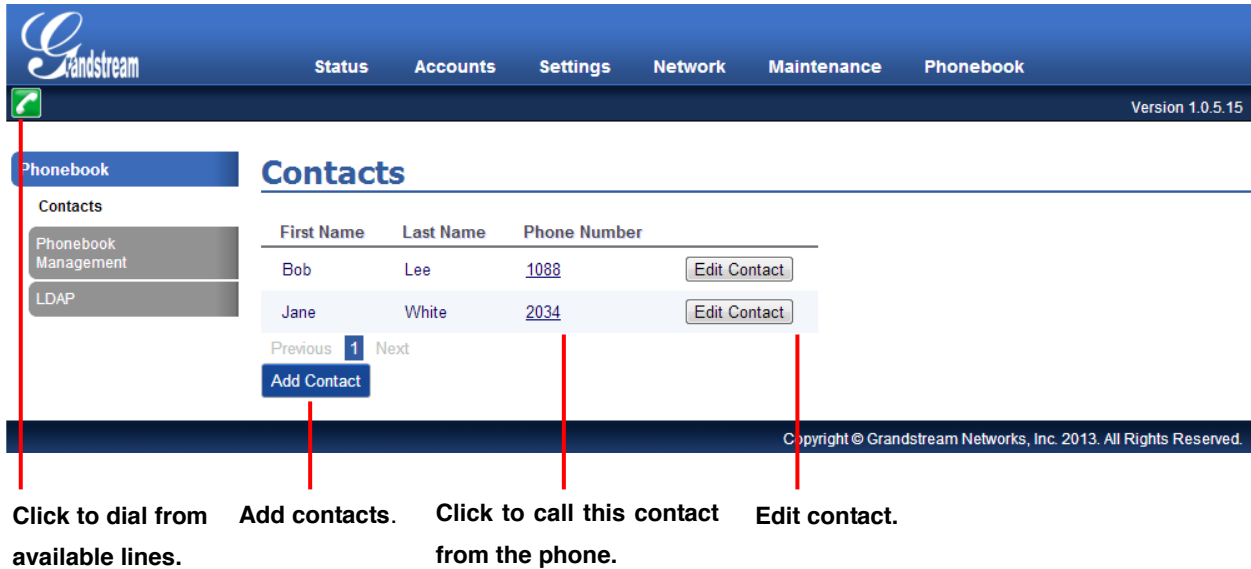 Grandstream
Status Accounts Settings Network Maintenance Phonebook
Version 1.0.5.15
Phonebook
Contacts
Phonebook
Management
LDAP
Contacts
First Name Last Name Phone Number
Bob Lee 1088 Edit Contact
Jane White 2034 Edit Contact
Previous 1 Next
Add Contact
Copyright © Grandstream Networks, Inc. 2013. All Rights Reserved.
Click to dial from
available lines.
Add contacts.
Click to call this contact
from the phone.
Edit contact.